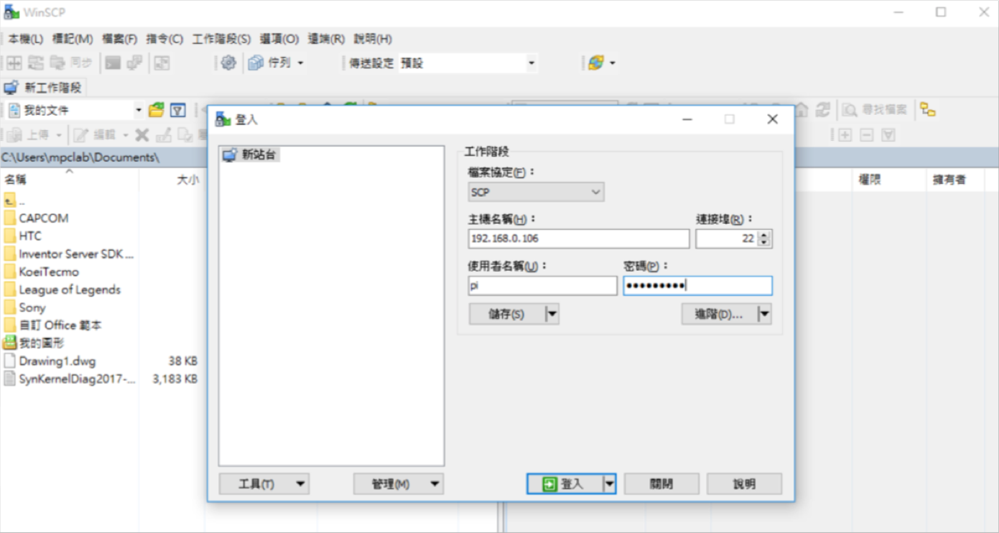 WinSCP
本機(L) 標記(M) 檔案(F) 指令(C) 工作階段(S) 選項(O) 遠端(R) 說明(H)
同步 佇列 傳送設定 預設
新工作階段
我的文件 尋找檔案
上傳 編輯
C:\Users\mpclab\Documents\
名稱 大小 權限 擁有者
..
CAPCOM
HTC
Inventor Server SDK ...
KoeiTecmo
League of Legends
Sony
自訂 Office 範本
我的圖形
Drawing1.dwg 38 KB
SynKernelDiag2017-... 3,183 KB
登入
新站台
工作階段
檔案協定(F)：
SCP
主機名稱(H)： 連接埠(R)：
192.168.0.106 22
使用者名稱(U)： 密碼(P)：
pi •••••••••
儲存(S) 進階(D)...
工具(T) 管理(M) 登入 關閉 說明